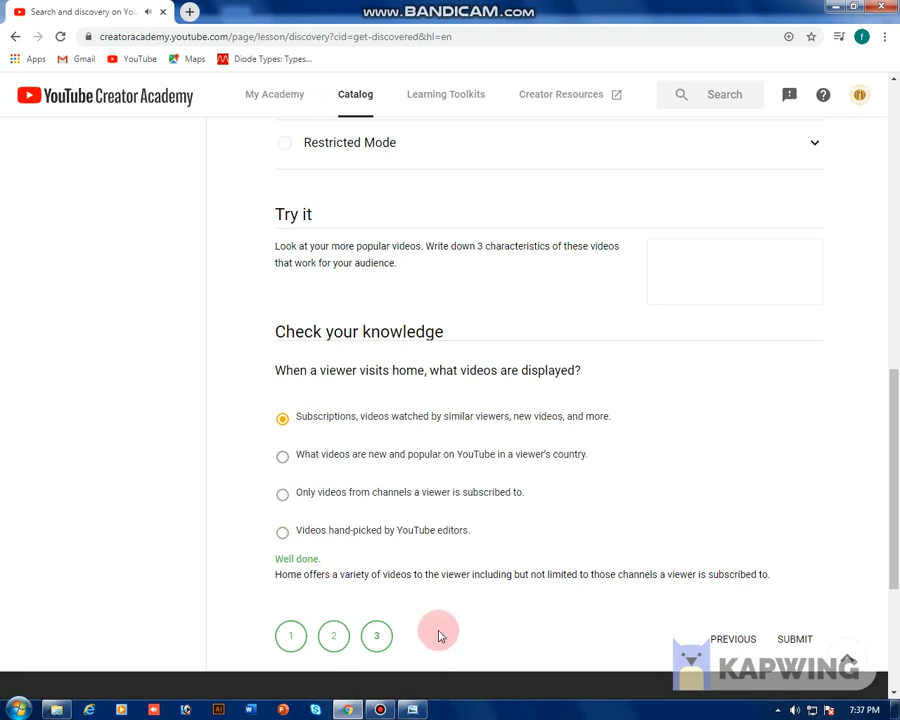 www.BANDICAM.com
Search and discovery on You
creatoracademy.youtube.com/page/lesson/discovery?cid=get-discovered&hl=en
f
Apps Gmail YouTube Maps Diode Types: Types...
YouTube Creator Academy My Academy Catalog Learning Toolkits Creator Resources Search
Restricted Mode
Try it
Look at your more popular videos. Write down 3 characteristics of these videos
that work for your audience.
Check your knowledge
When a viewer visits home, what videos are displayed?
Subscriptions, videos watched by similar viewers, new videos, and more.
What videos are new and popular on YouTube in a viewer's country.
Only videos from channels a viewer is subscribed to.
Videos hand-picked by YouTube editors.
Well done.
Home offers a variety of videos to the viewer including but not limited to those channels a viewer is subscribed to.
1 2 3 PREVIOUS SUBMIT
KAPWING
7:37 PM